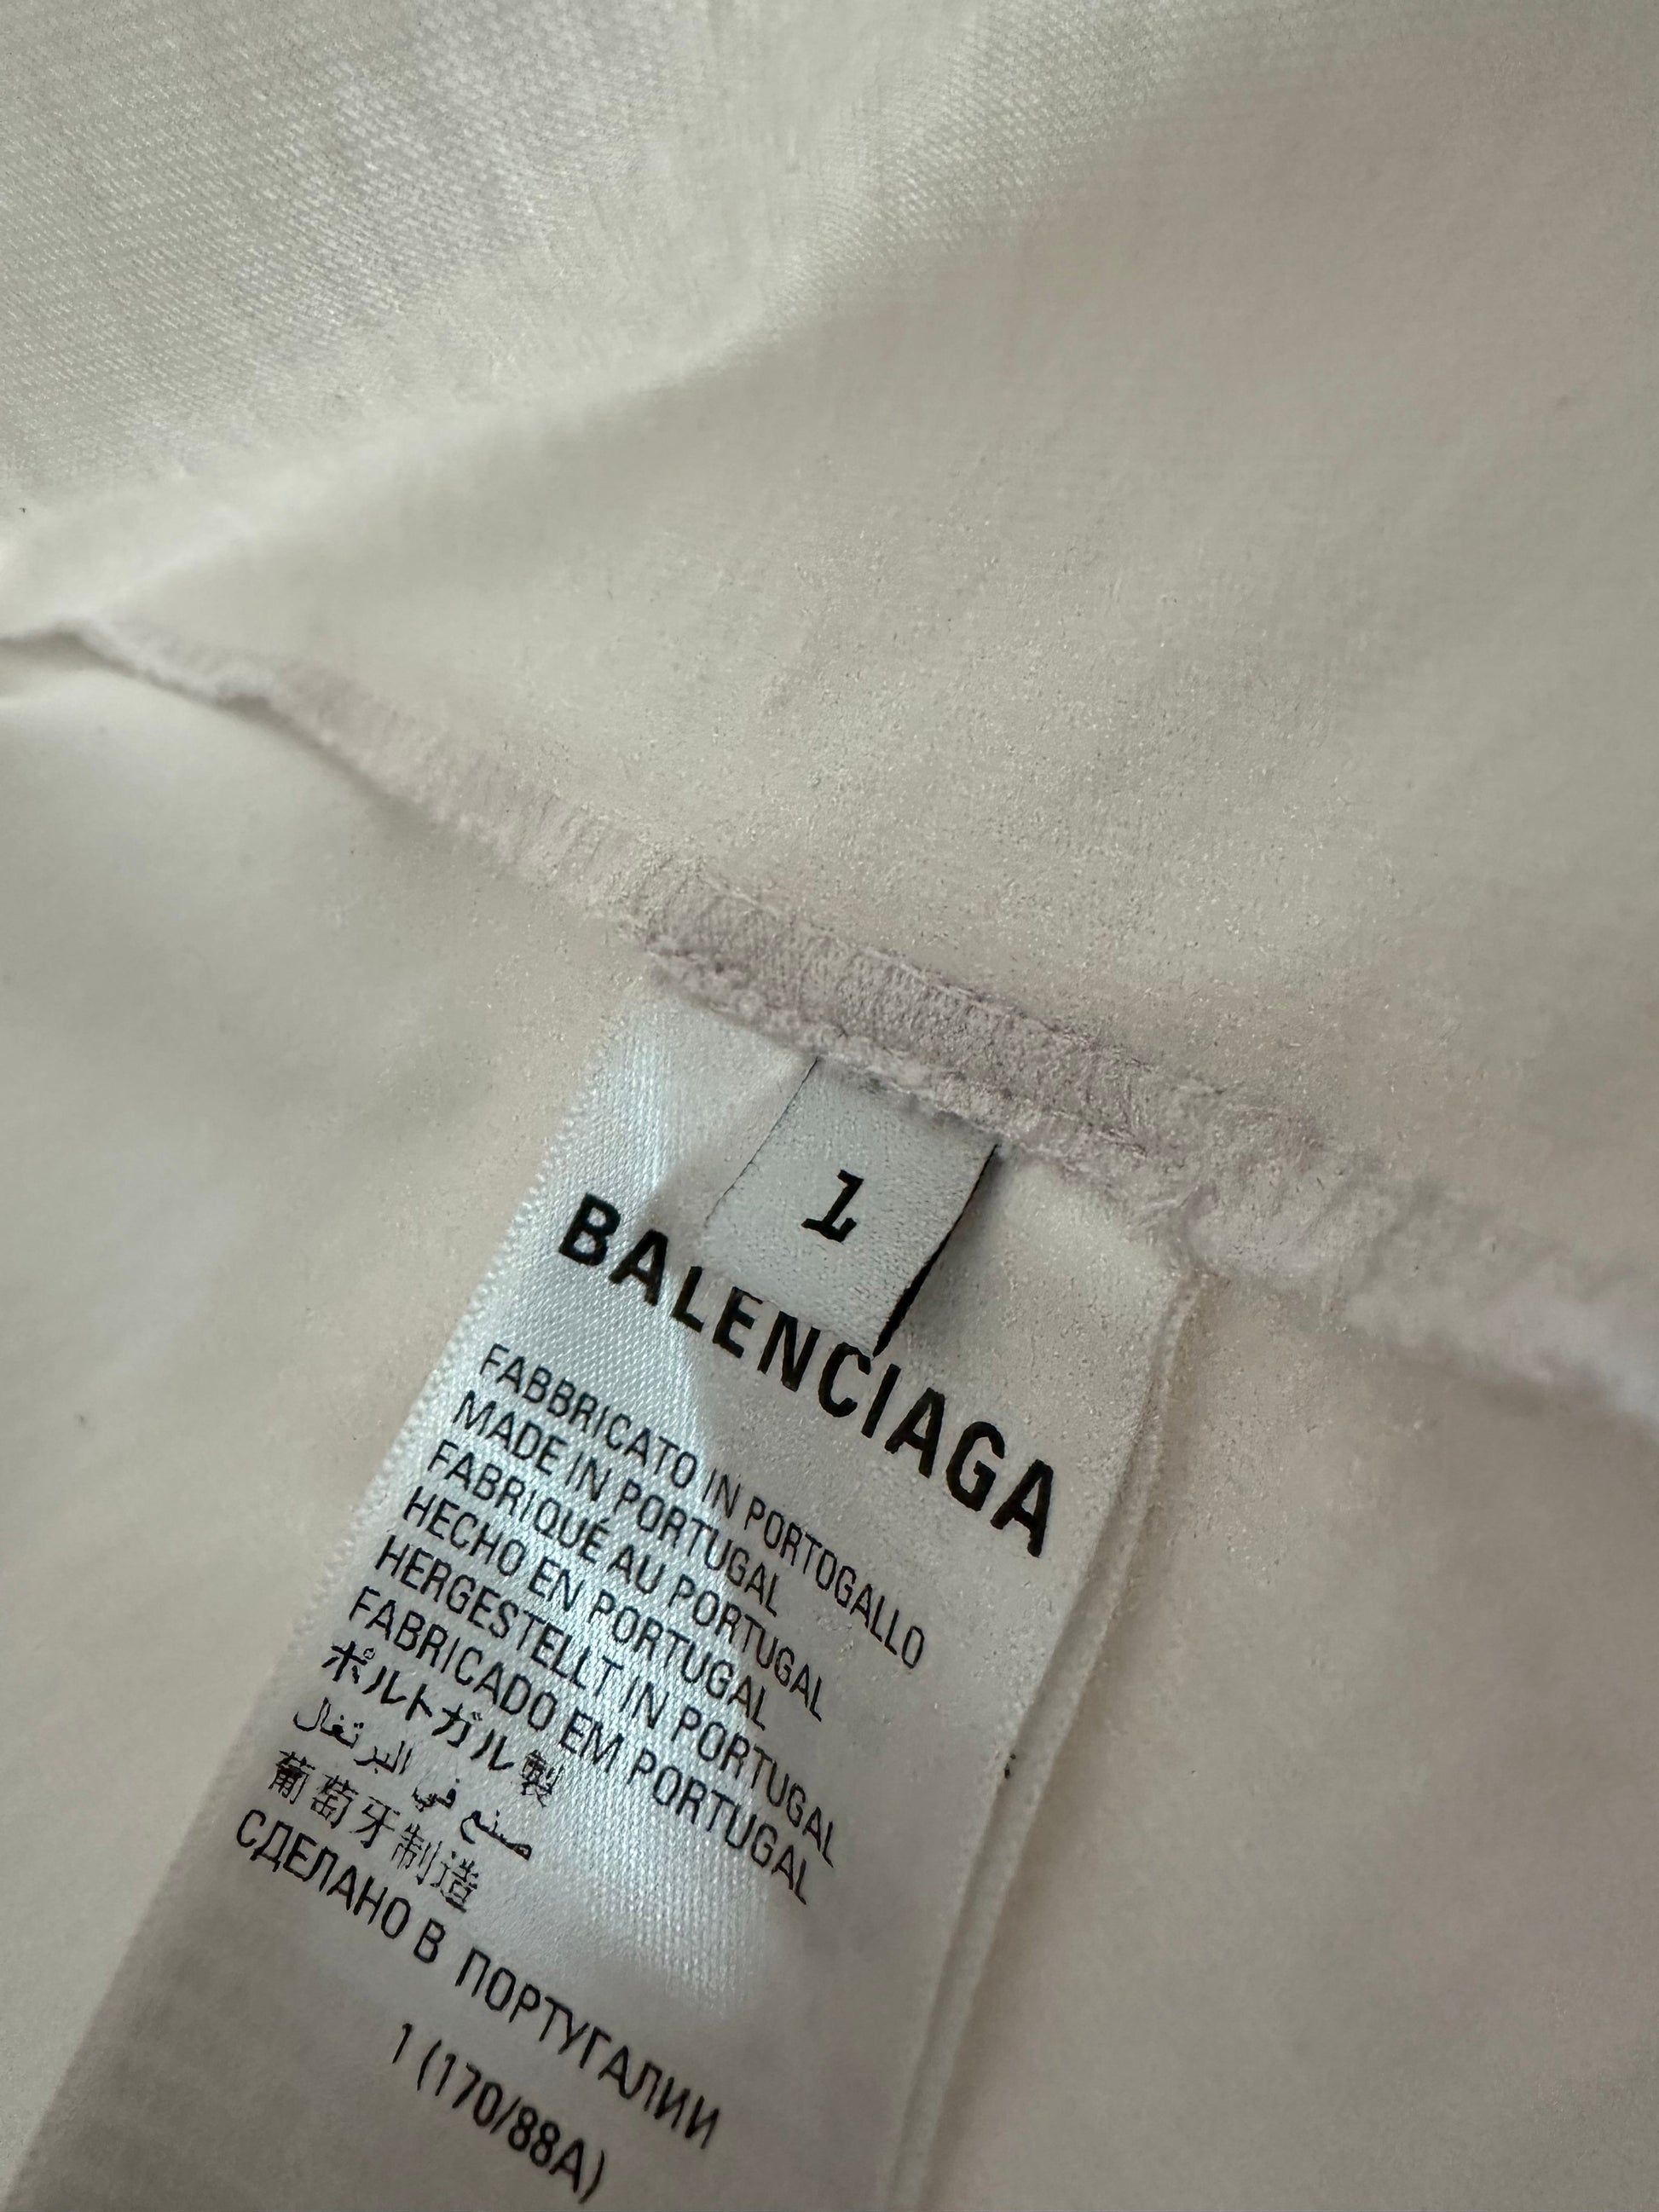 1
BALENCIAGA
FABBRICATO IN PORTOGALLO
MADE IN PORTUGAL
FABRIQUÉ AU PORTUGAL
HECHO EN PORTUGAL
HERGESTELLT IN PORTUGAL
FABRICADO EM PORTUGAL
ポルトガル製
صنع في البرتغال
葡萄牙制造
СДЕЛАНО В ПОРТУГАЛИИ
1 (170/88A)